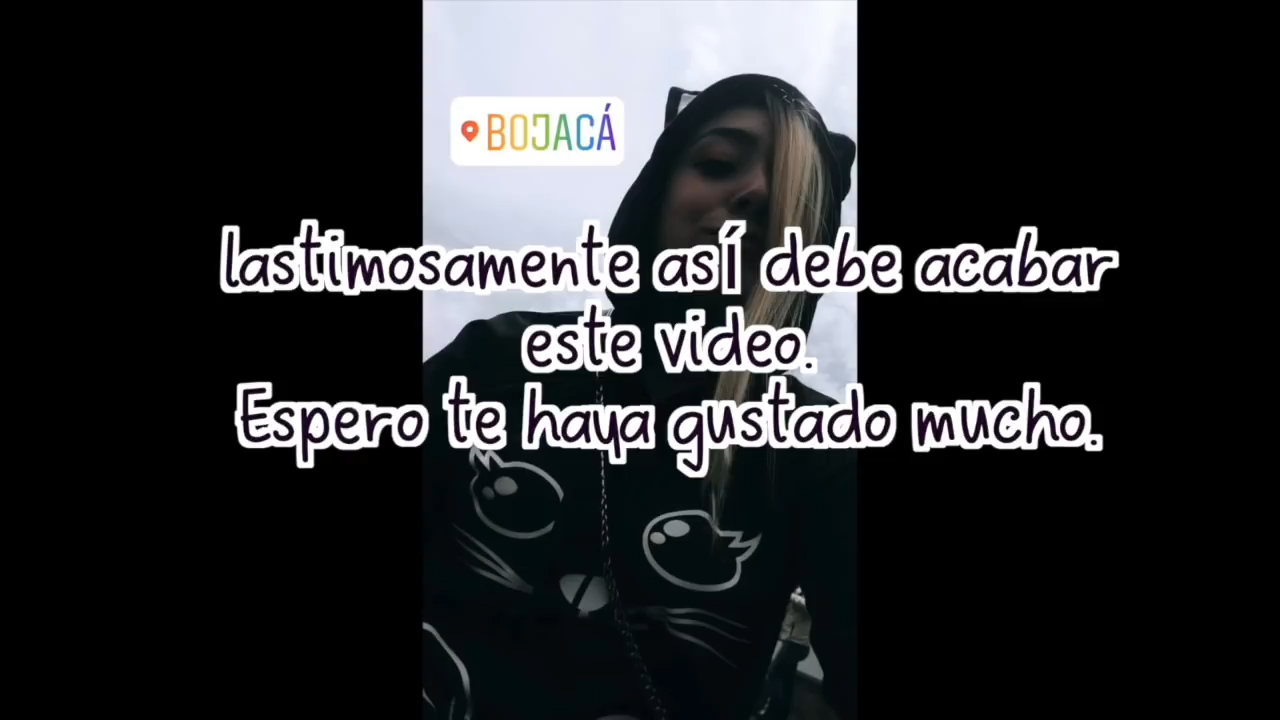 BOJACÁ
lastimosamente así debe acabar
este video.
Espero te haya gustado mucho.